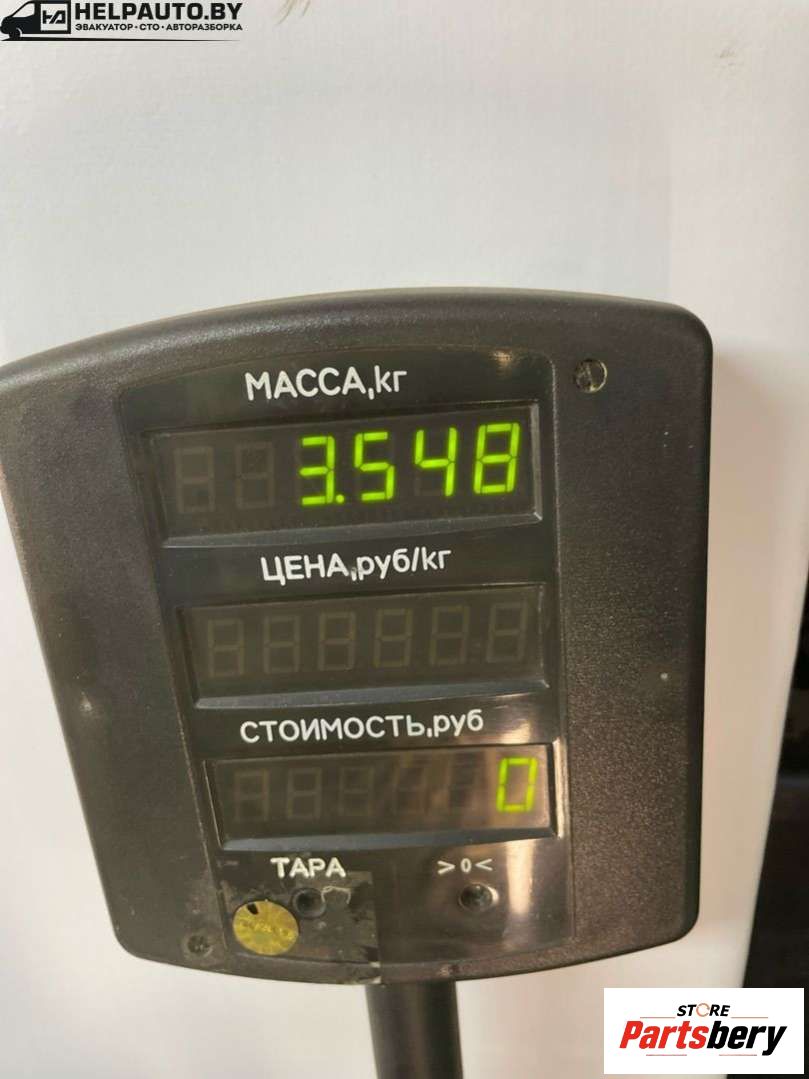 HELPAUTO.BY
ЭВАКУАТОР • СТО • АВТОРАЗБОРКА
МАССА,кг
3.548
ЦЕНА,руб/кг
СТОИМОСТЬ,руб
0
ТАРА >0<
STORE
Partsbery